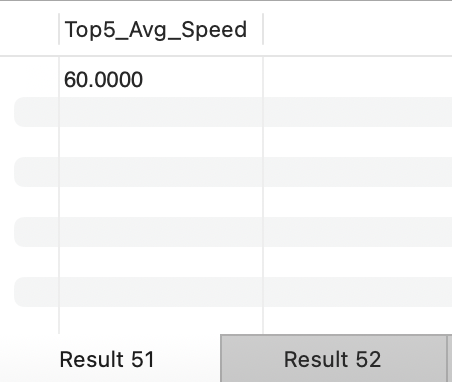 Top5_Avg_Speed
60.0000
Result 51 Result 52